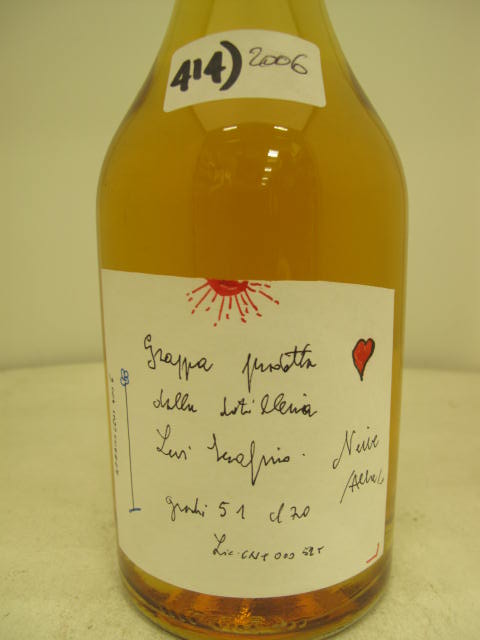 414) 2006
Grappa prodotta
dalla distilleria
Levi Serafino.
Neive
gradi 51 cl 70